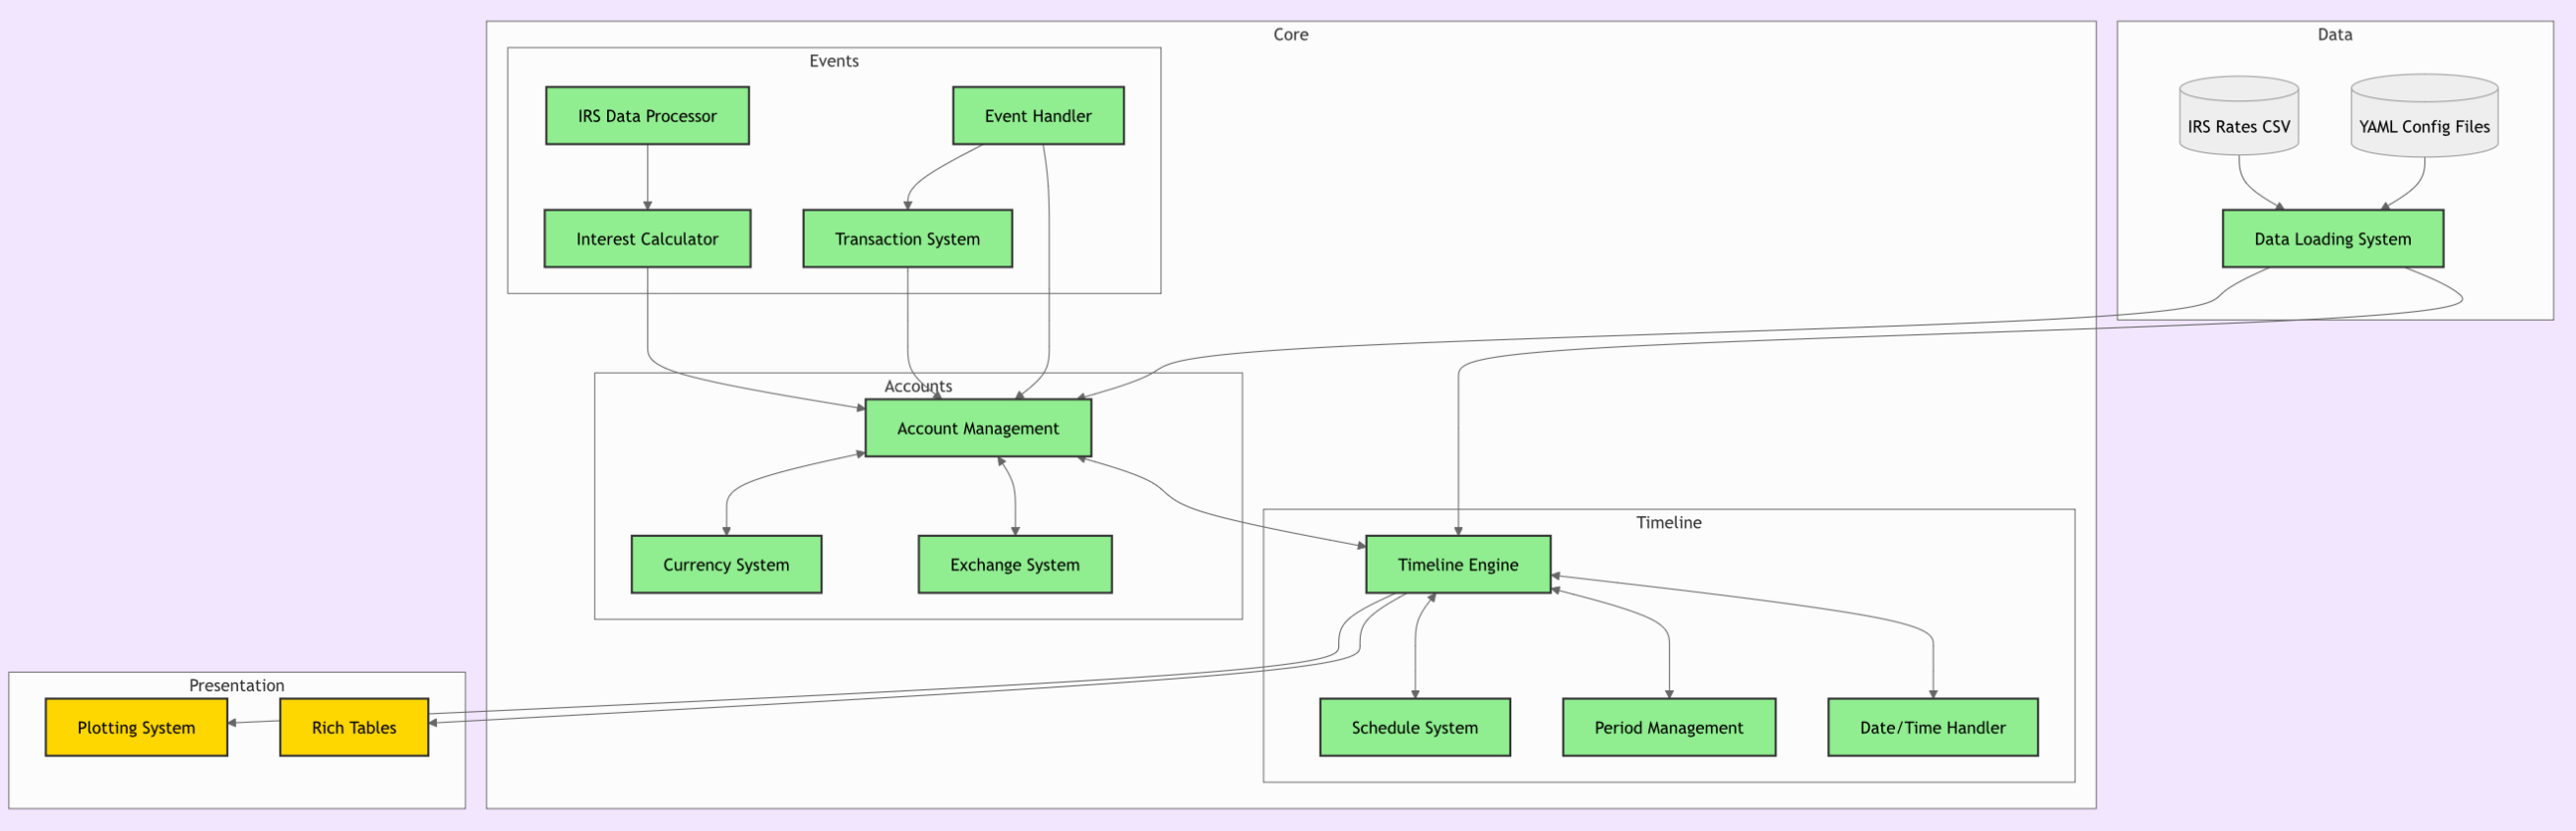 Core
Events
IRS Data Processor
Event Handler
Interest Calculator
Transaction System
Accounts
Account Management
Currency System
Exchange System
Timeline
Timeline Engine
Schedule System
Period Management
Date/Time Handler
Data
IRS Rates CSV
YAML Config Files
Data Loading System
Presentation
Plotting System
Rich Tables